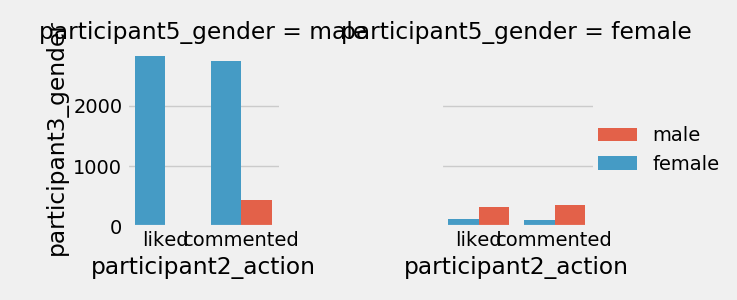 participant5_gender = male
participant5_gender = female
participant3_gender
2000
1000
0
liked
commented
liked
commented
participant2_action
participant2_action
male
female